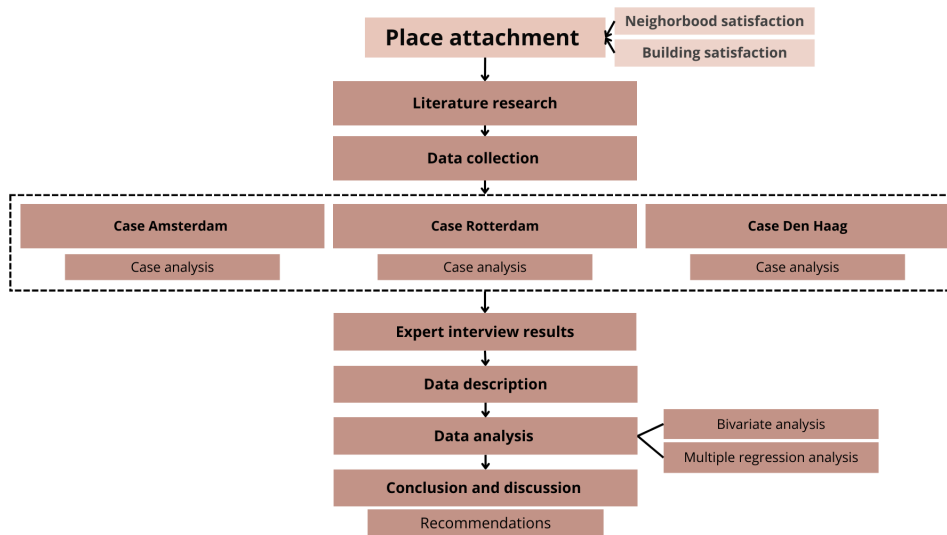 Place attachment
Neighorbood satisfaction
Building satisfaction
Literature research
Data collection
Case Amsterdam
Case Rotterdam
Case Den Haag
Case analysis
Case analysis
Case analysis
Expert interview results
Data description
Data analysis
Bivariate analysis
Multiple regression analysis
Conclusion and discussion
Recommendations